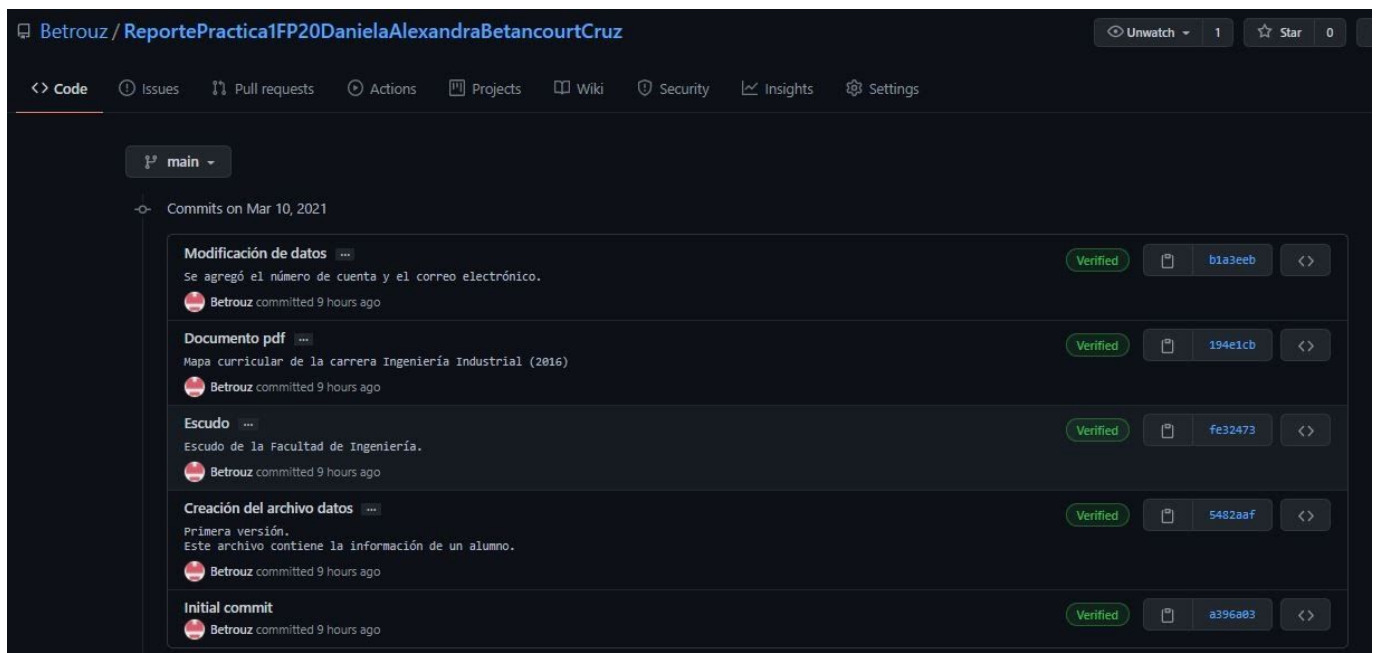 Betrouz / ReportePractica1FP20DanielaAlexandraBetancourtCruz
Unwatch 1 Star 0
Code Issues Pull requests Actions Projects Wiki Security Insights Settings
main
Commits on Mar 10, 2021
Modificación de datos ...
Verified b1a3eeb
Se agregó el número de cuenta y el correo electrónico.
Betrouz committed 9 hours ago
Documento pdf ...
Verified 194e1cb
Mapa curricular de la carrera Ingeniería Industrial (2016)
Betrouz committed 9 hours ago
Escudo ...
Verified fe32473
Escudo de la Facultad de Ingeniería.
Betrouz committed 9 hours ago
Creación del archivo datos ...
Verified 5482aaf
Primera versión.
Este archivo contiene la información de un alumno.
Betrouz committed 9 hours ago
Initial commit
Verified a396a03
Betrouz committed 9 hours ago